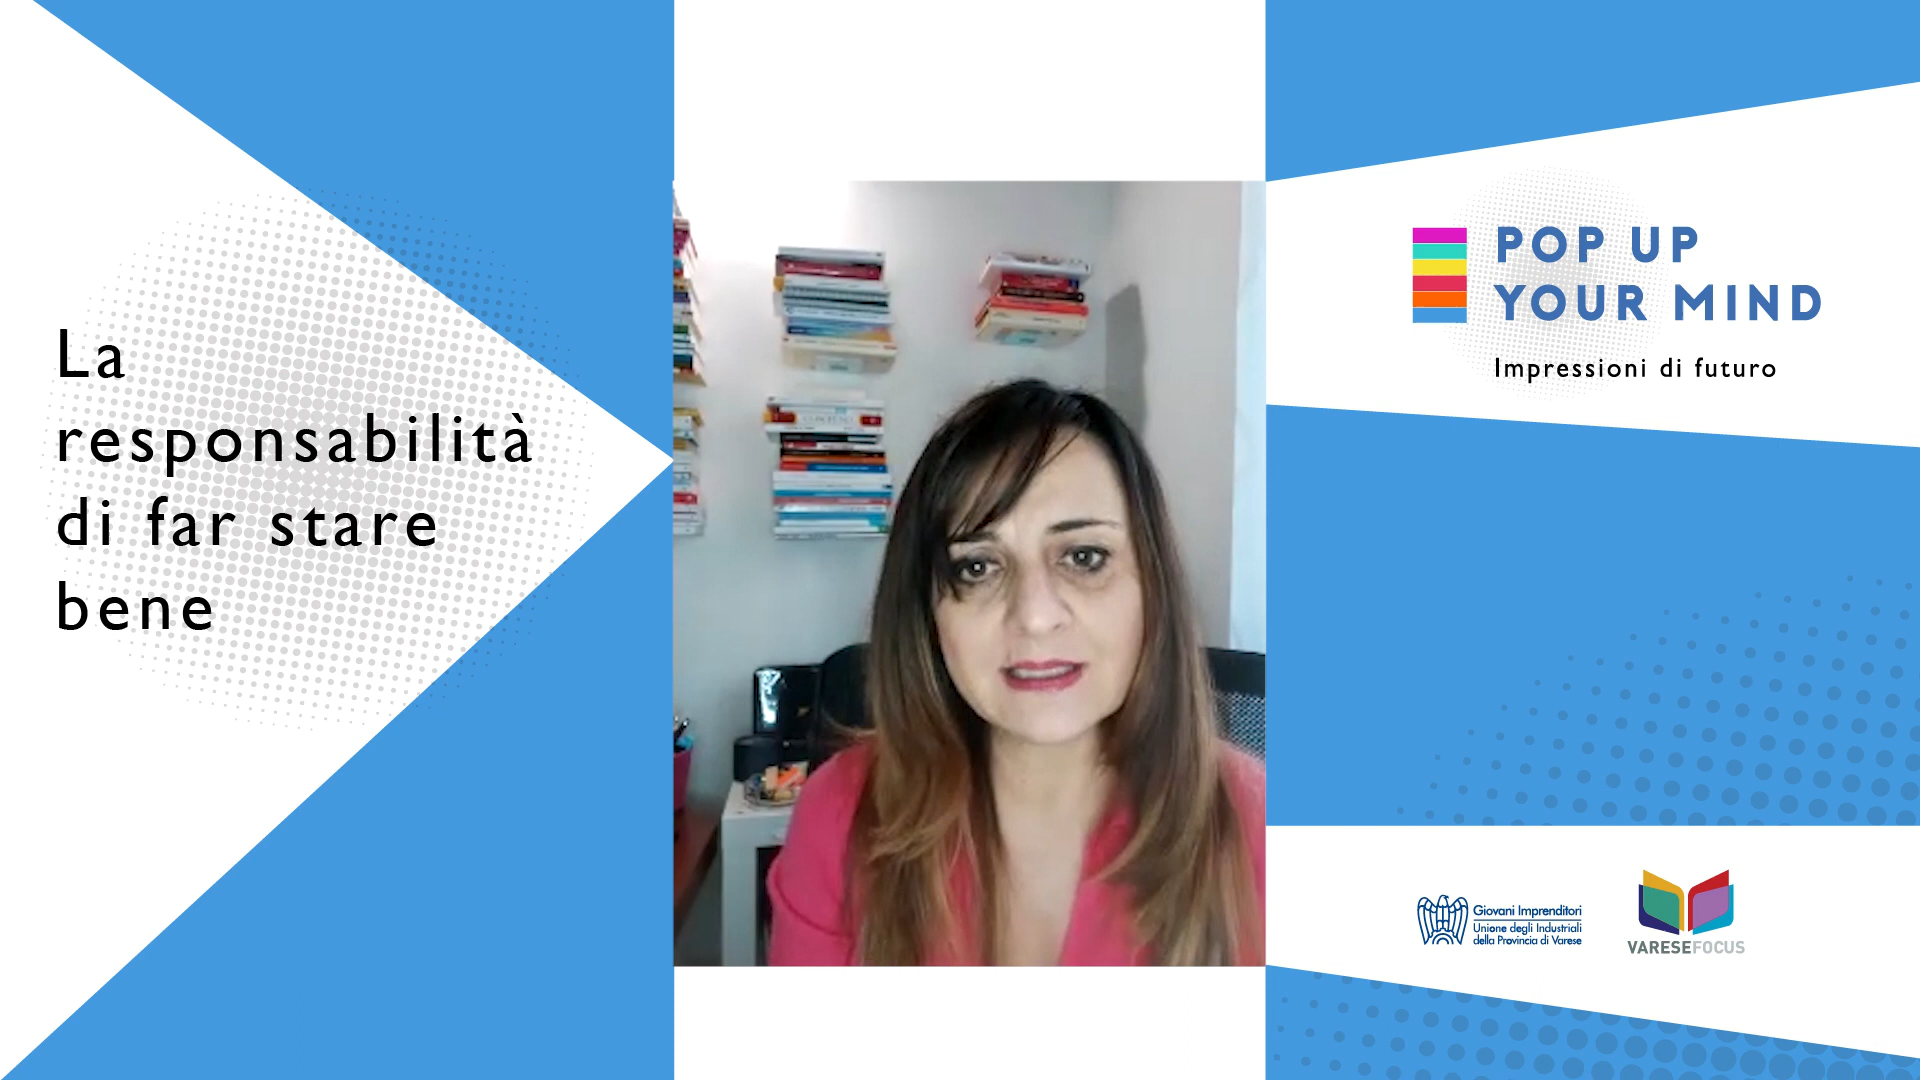 La
responsabilità
di far stare
bene
POP UP
YOUR MIND
Impressioni di futuro
Giovani Imprenditori
Unione degli Industriali
della Provincia di Varese
VARESEFOCUS